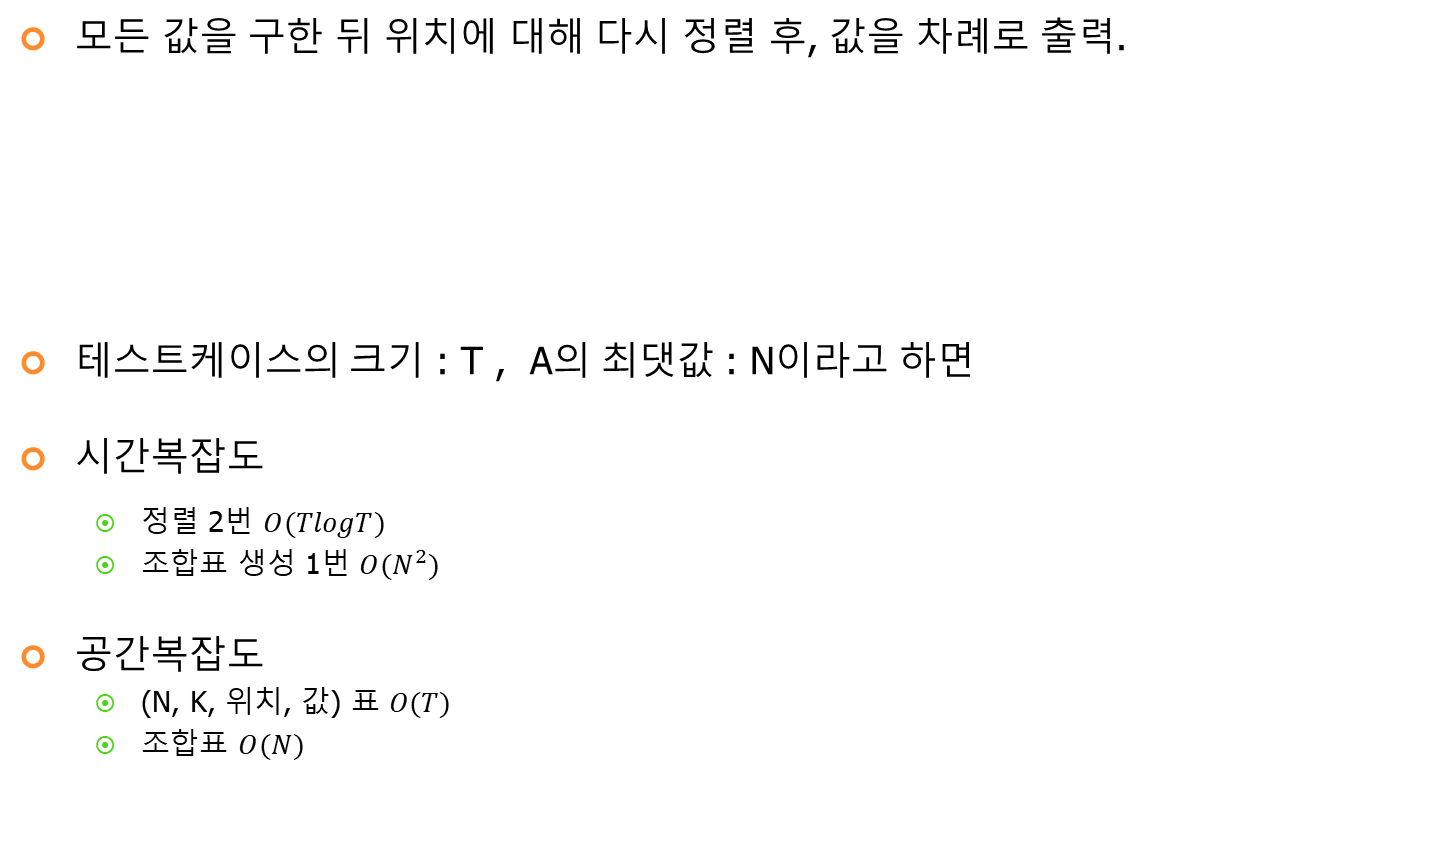 모든 값을 구한 뒤 위치에 대해 다시 정렬 후, 값을 차례로 출력.
테스트케이스의 크기 : T , A의 최댓값 : N이라고 하면
시간복잡도
정렬 2번 O(TlogT)
조합표 생성 1번 O(N²)
공간복잡도
(N, K, 위치, 값) 표 O(T)
조합표 O(N)